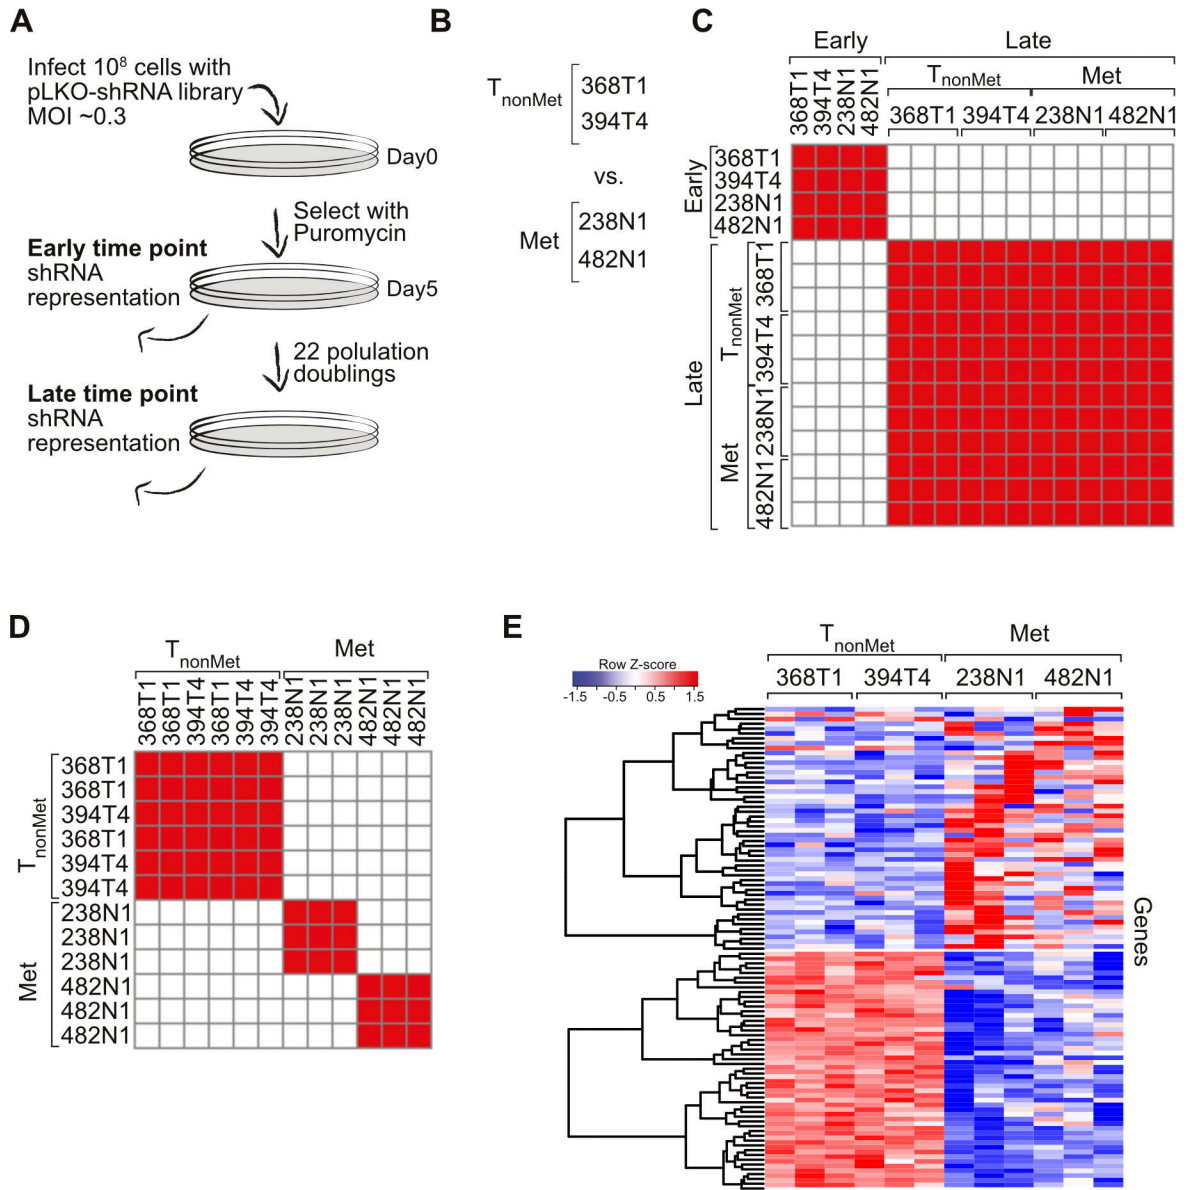 A
Infect 10⁸ cells with
pLKO-shRNA library
MOI ~0.3
Day0
Select with
Puromycin
Early time point
shRNA
representation
Day5
22 polulation
doublings
Late time point
shRNA
representation
B
TnonMet
368T1
394T4
vs.
Met
238N1
482N1
C
Early
Late
TnonMet
Met
368T1
394T4
238N1
482N1
368T1
394T4
238N1
482N1
Early
368T1
394T4
238N1
482N1
Late
TnonMet
368T1
394T4
Met
238N1
482N1
D
TnonMet
Met
368T1
368T1
394T4
368T1
394T4
394T4
238N1
238N1
238N1
482N1
482N1
482N1
TnonMet
368T1
368T1
394T4
368T1
394T4
394T4
Met
238N1
238N1
238N1
482N1
482N1
482N1
E
Row Z-score
-1.5 -0.5 0.5 1.5
TnonMet
Met
368T1
394T4
238N1
482N1
Genes